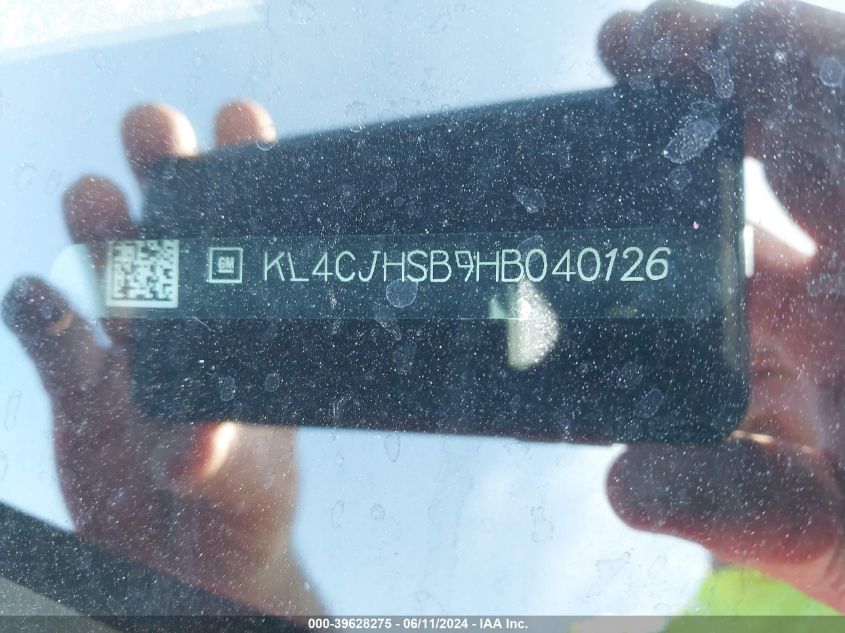 GM KL4CJHSB9HB040126
000-39628275 - 06/11/2024 - IAA Inc.